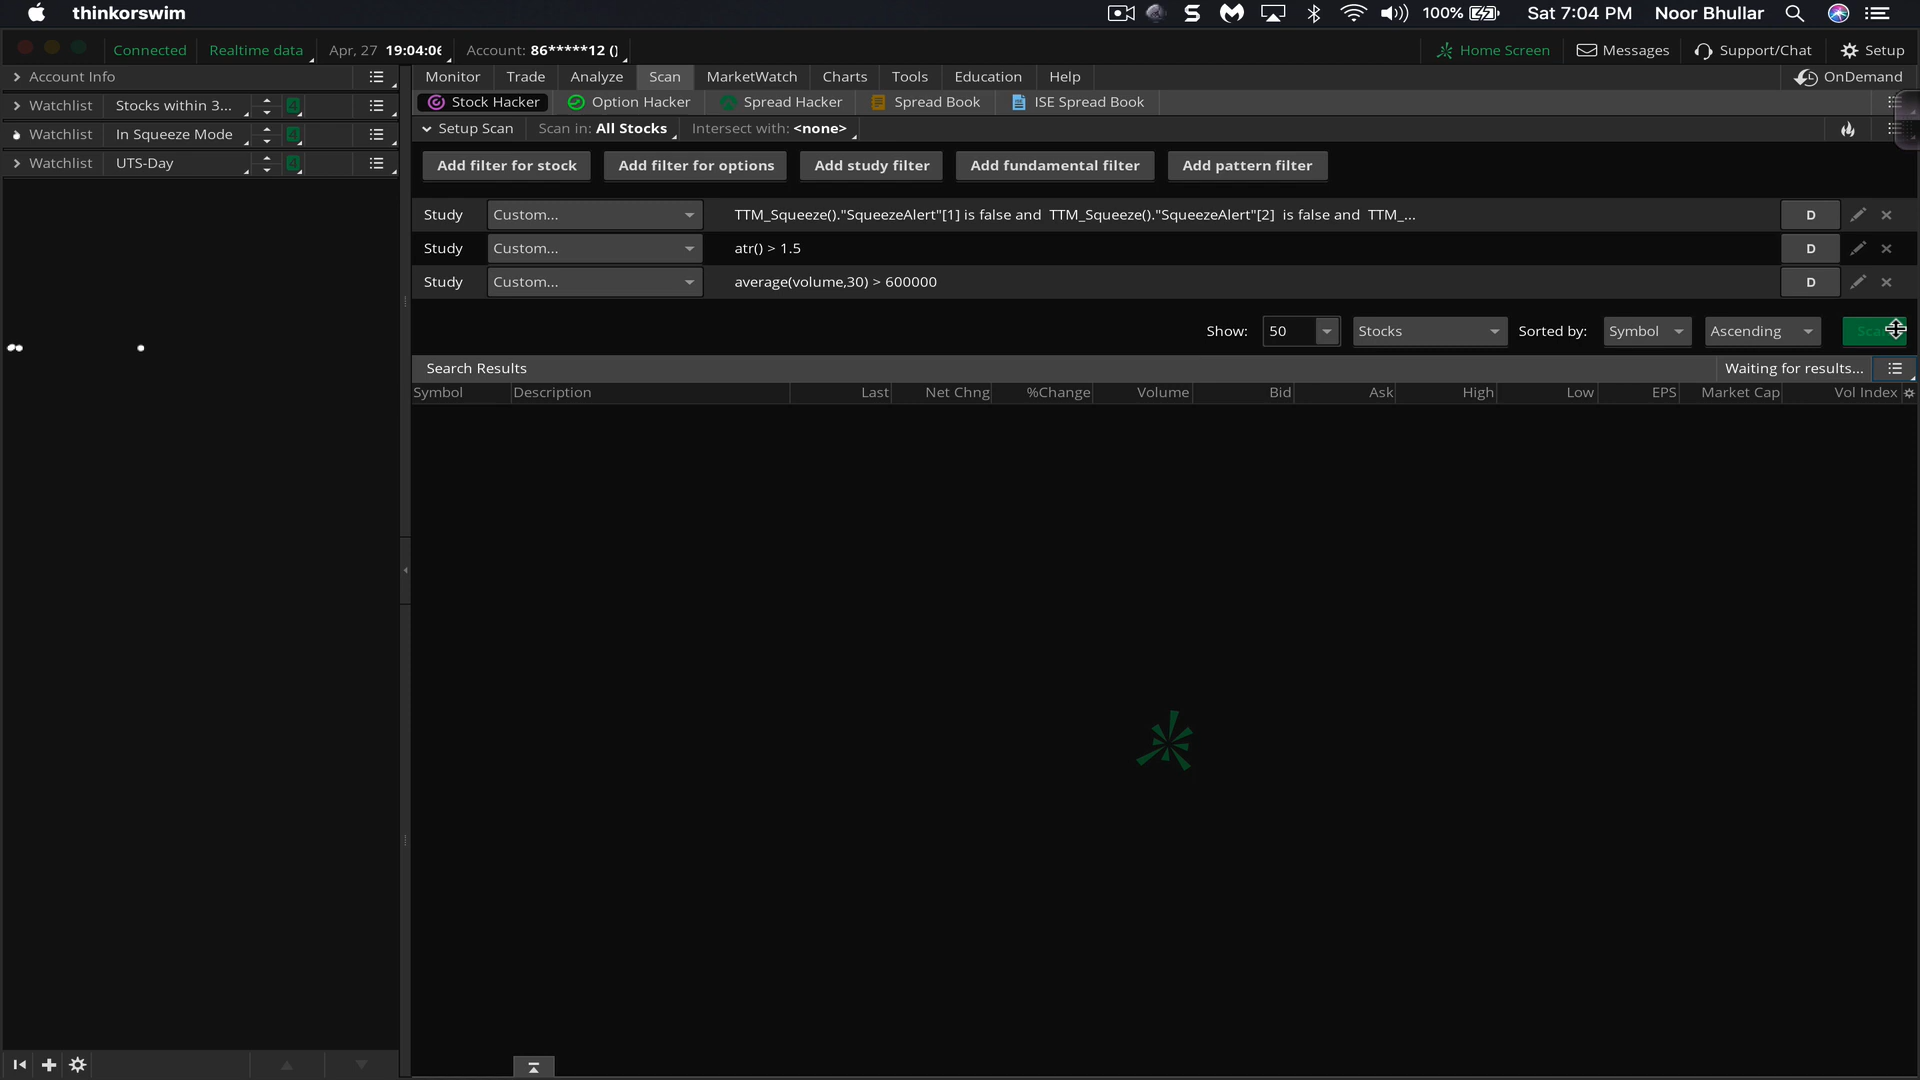 thinkorswim
100%
Sat 7:04 PM
Noor Bhullar
Connected
Realtime data
Apr, 27 19:04:06
Account: 86*****12 ()
Home Screen
Messages
Support/Chat
Setup
Account Info
Monitor
Trade
Analyze
Scan
MarketWatch
Charts
Tools
Education
Help
OnDemand
Watchlist
Stocks within 3...
4
Stock Hacker
Option Hacker
Spread Hacker
Spread Book
ISE Spread Book
Watchlist
In Squeeze Mode
4
Setup Scan
Scan in: All Stocks
Intersect with: <none>
Watchlist
UTS-Day
4
Add filter for stock
Add filter for options
Add study filter
Add fundamental filter
Add pattern filter
Study
Custom...
TTM_Squeeze()."SqueezeAlert"[1] is false and  TTM_Squeeze()."SqueezeAlert"[2]  is false and  TTM_...
D
Study
Custom...
atr() > 1.5
D
Study
Custom...
average(volume,30) > 600000
D
Show:
50
Stocks
Sorted by:
Symbol
Ascending
Search Results
Waiting for results...
Symbol
Description
Last
Net Chng
%Change
Volume
Bid
Ask
High
Low
EPS
Market Cap
Vol Index